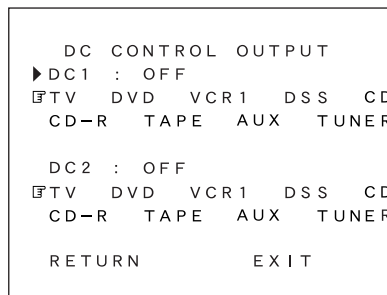 DC CONTROL OUTPUT
▶DC1 : OFF
☞TV DVD VCR1 DSS CD
CD-R TAPE AUX TUNER
DC2 : OFF
☞TV DVD VCR1 DSS CD
CD-R TAPE AUX TUNER
RETURN EXIT